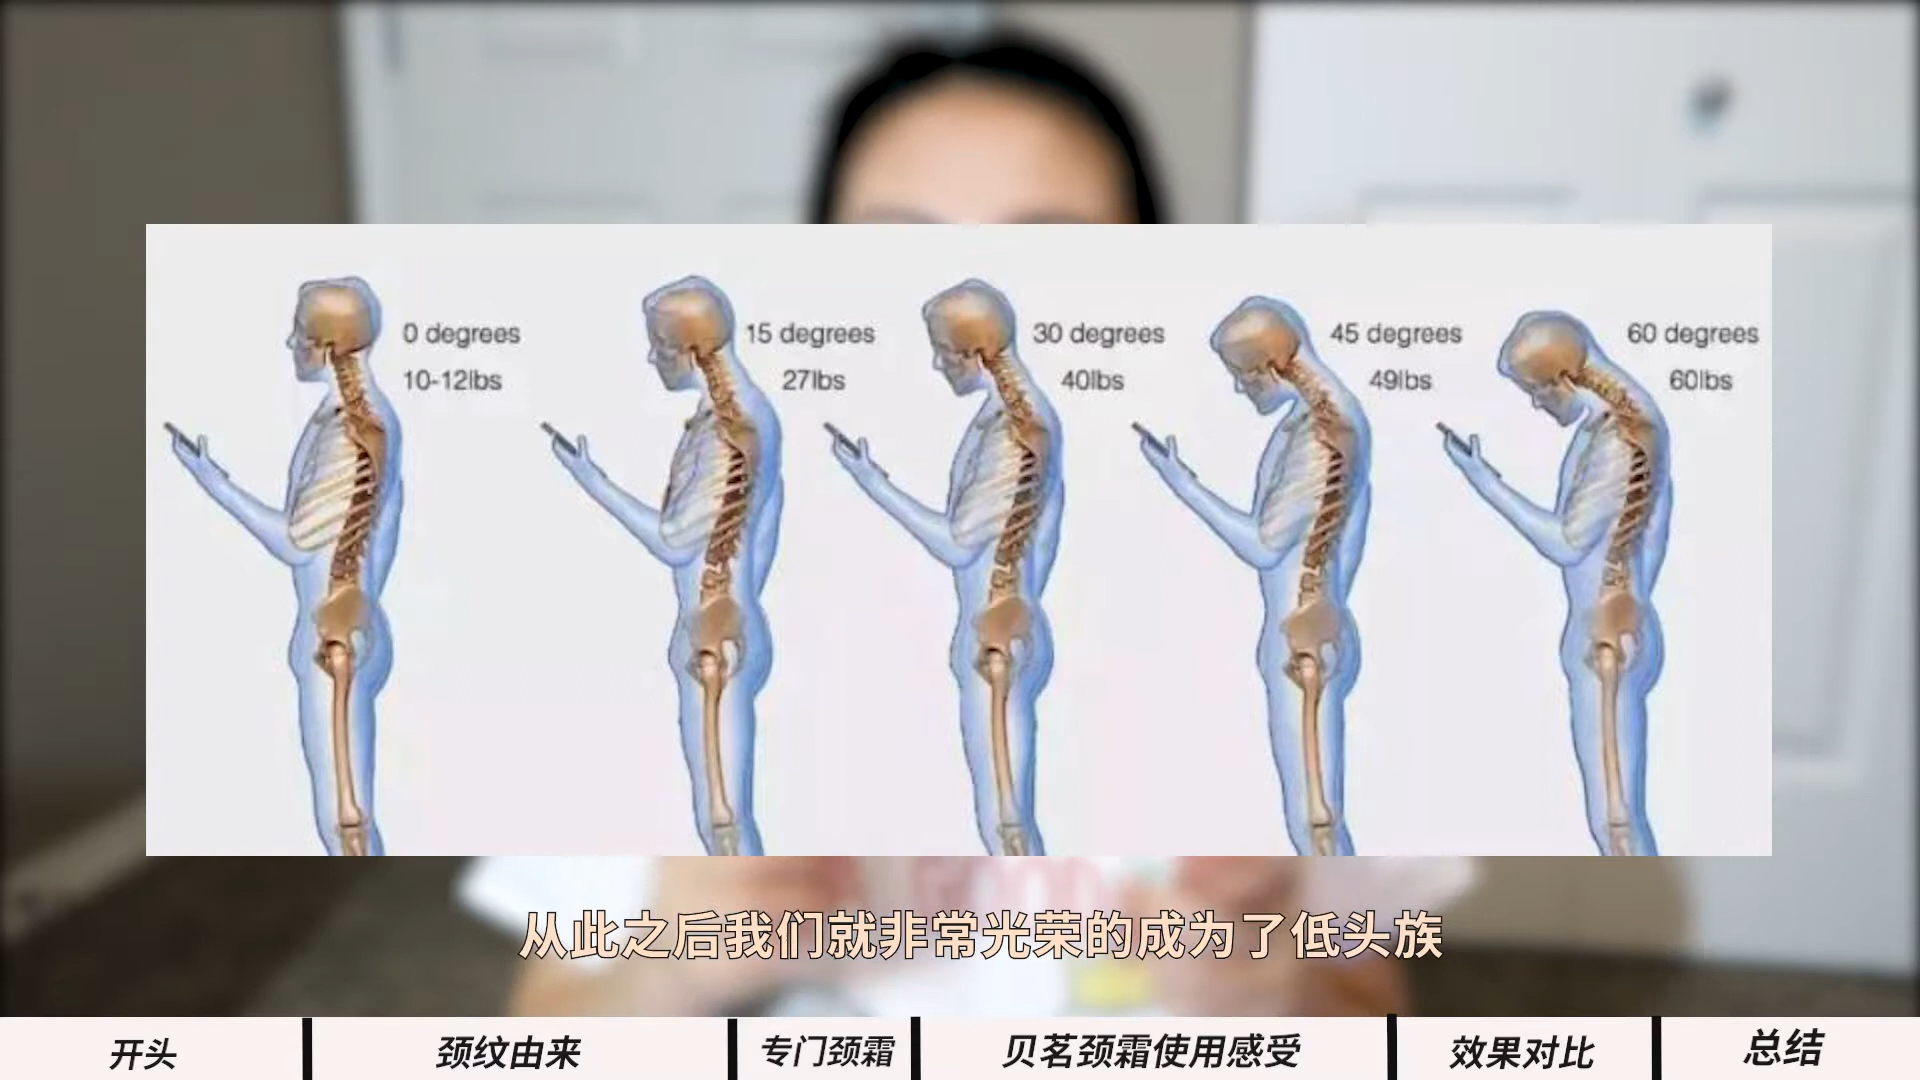 0 degrees
10-12lbs
15 degrees
27lbs
30 degrees
40lbs
45 degrees
49lbs
60 degrees
60lbs
从此之后我们就非常光荣的成为了低头族
开头
颈纹由来
专门颈霜
贝茗颈霜使用感受
效果对比
总结